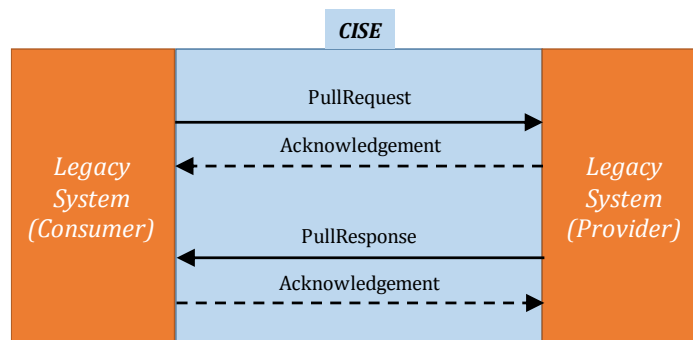 CISE
PullRequest
Acknowledgement
Legacy
System
(Consumer)
Legacy
System
(Provider)
PullResponse
Acknowledgement